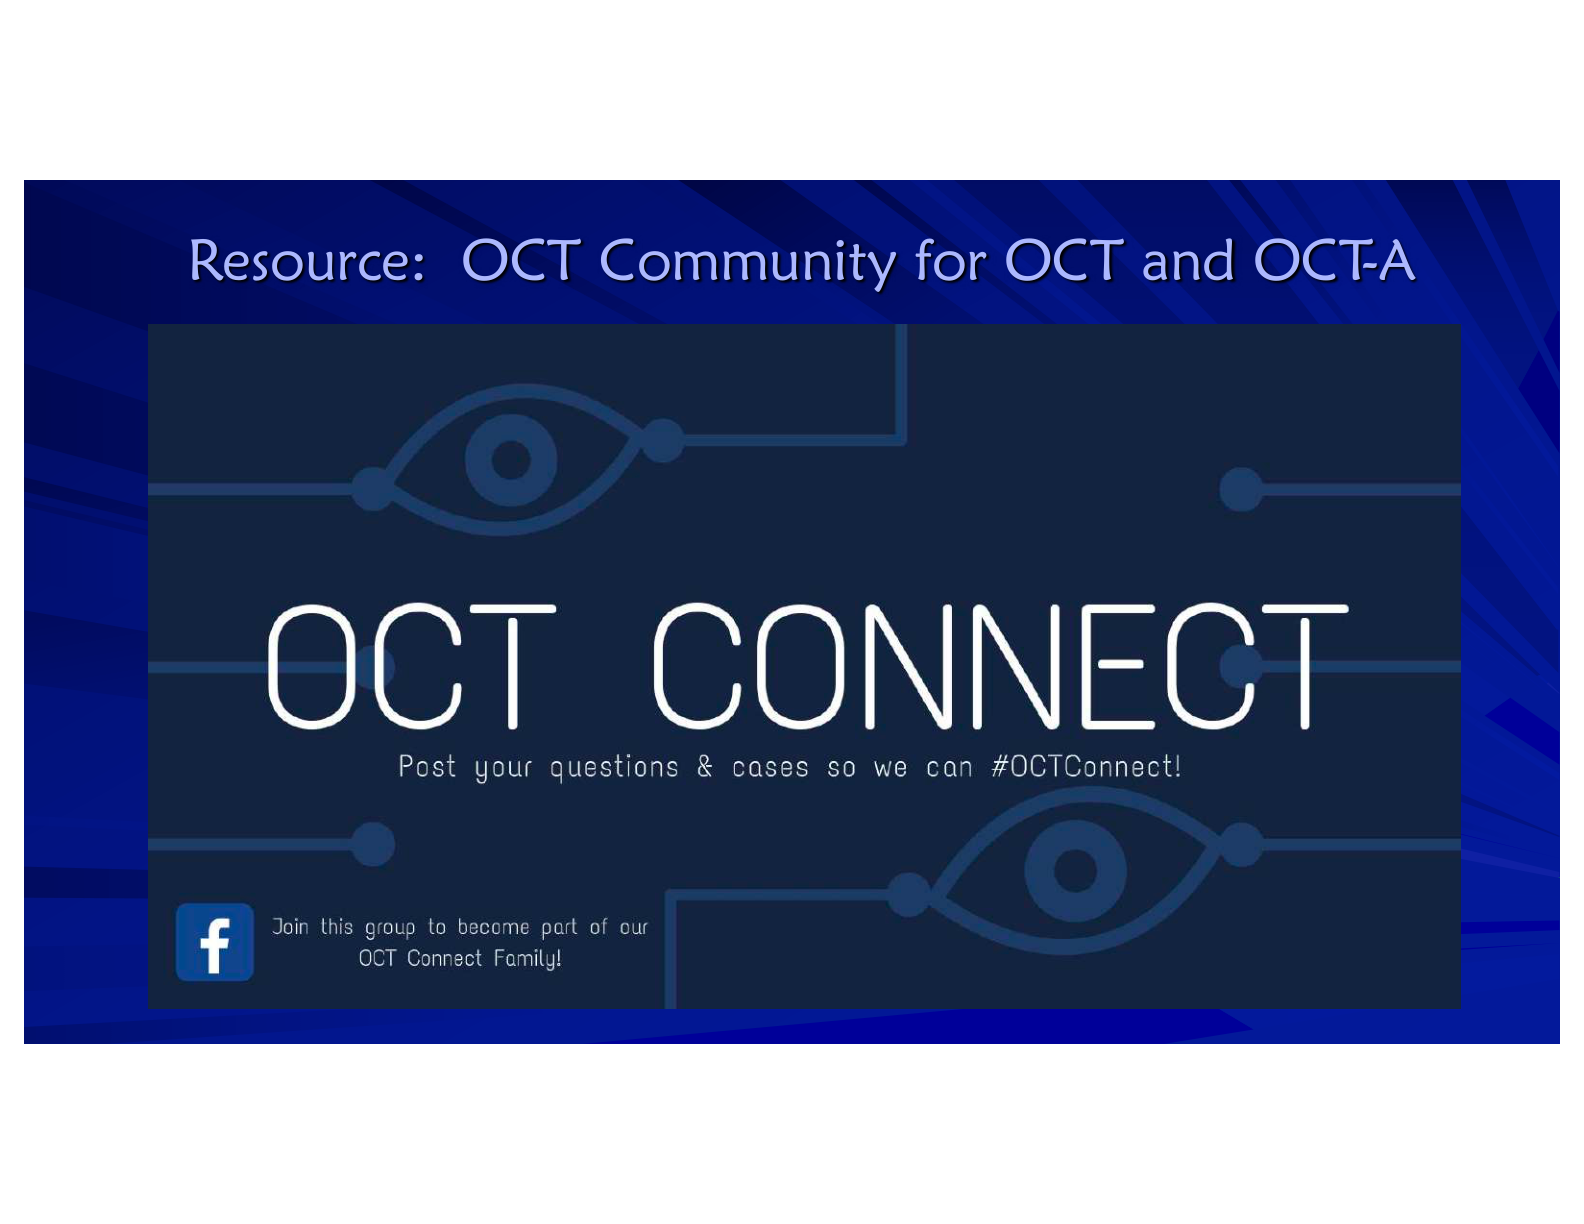 Resource: OCT Community for OCT and OCT-A
OCT CONNECT
Post your questions & cases so we can #OCTConnect!
f
Join this group to become part of our
OCT Connect Family!